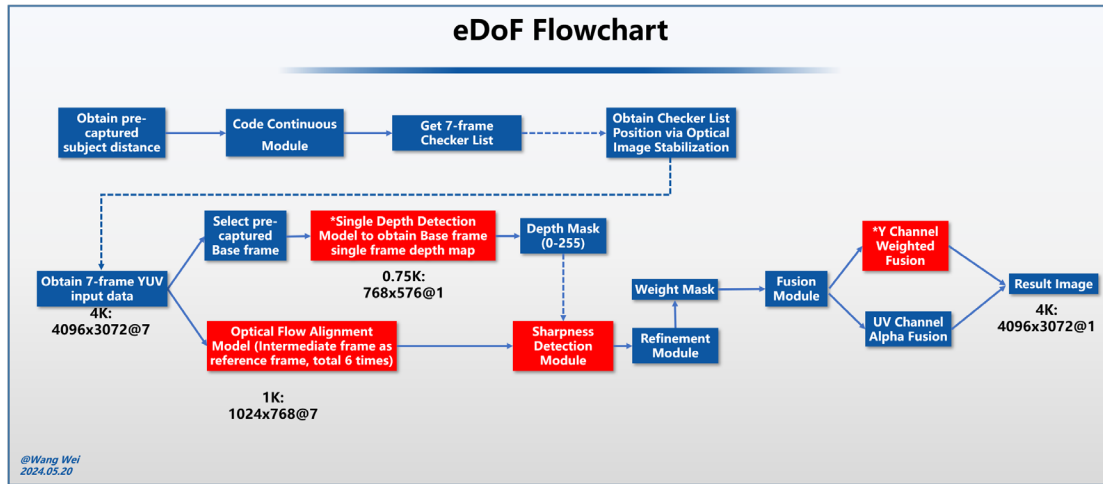 eDoF Flowchart
Obtain pre-
captured
subject distance
Code Continuous
Module
Get 7-frame
Checker List
Obtain Checker List
Position via Optical
Image Stabilization
Select pre-
captured
Base frame
*Single Depth Detection
Model to obtain Base frame
single frame depth map
Depth Mask
(0-255)
0.75K:
768x576@1
*Y Channel
Weighted
Fusion
Obtain 7-frame YUV
input data
4K:
4096x3072@7
Optical Flow Alignment
Model (Intermediate frame as
reference frame, total 6 times)
1K:
1024x768@7
Sharpness
Detection
Module
Weight Mask
Refinement
Module
Fusion
Module
UV Channel
Alpha Fusion
Result Image
4K:
4096x3072@1
@Wang Wei
2024.05.20